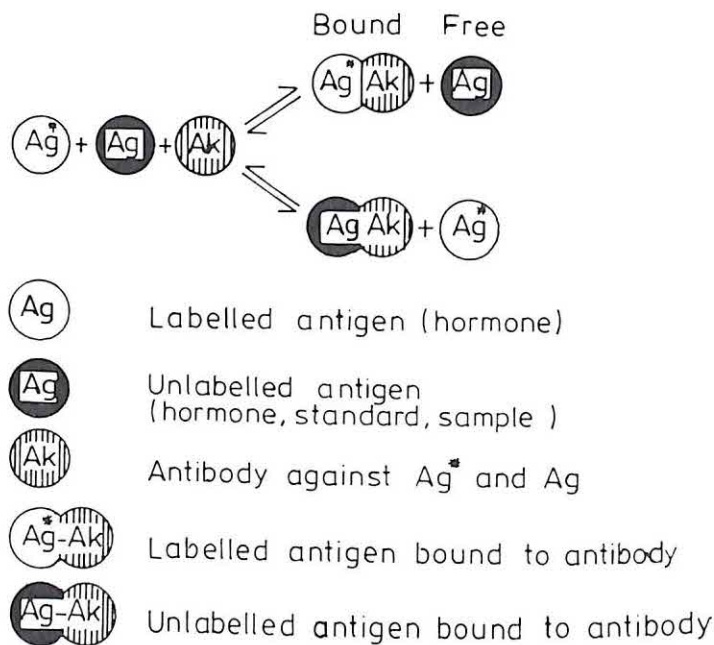 Bound Free
Ag* Ak + Ag
Ag* + Ag + Ak
Ag Ak + Ag*
Ag Labelled antigen (hormone)
Ag Unlabelled antigen
(hormone, standard, sample )
Ak Antibody against Ag* and Ag
Ag*-Ak Labelled antigen bound to antibody
Ag-Ak Unlabelled antigen bound to antibody